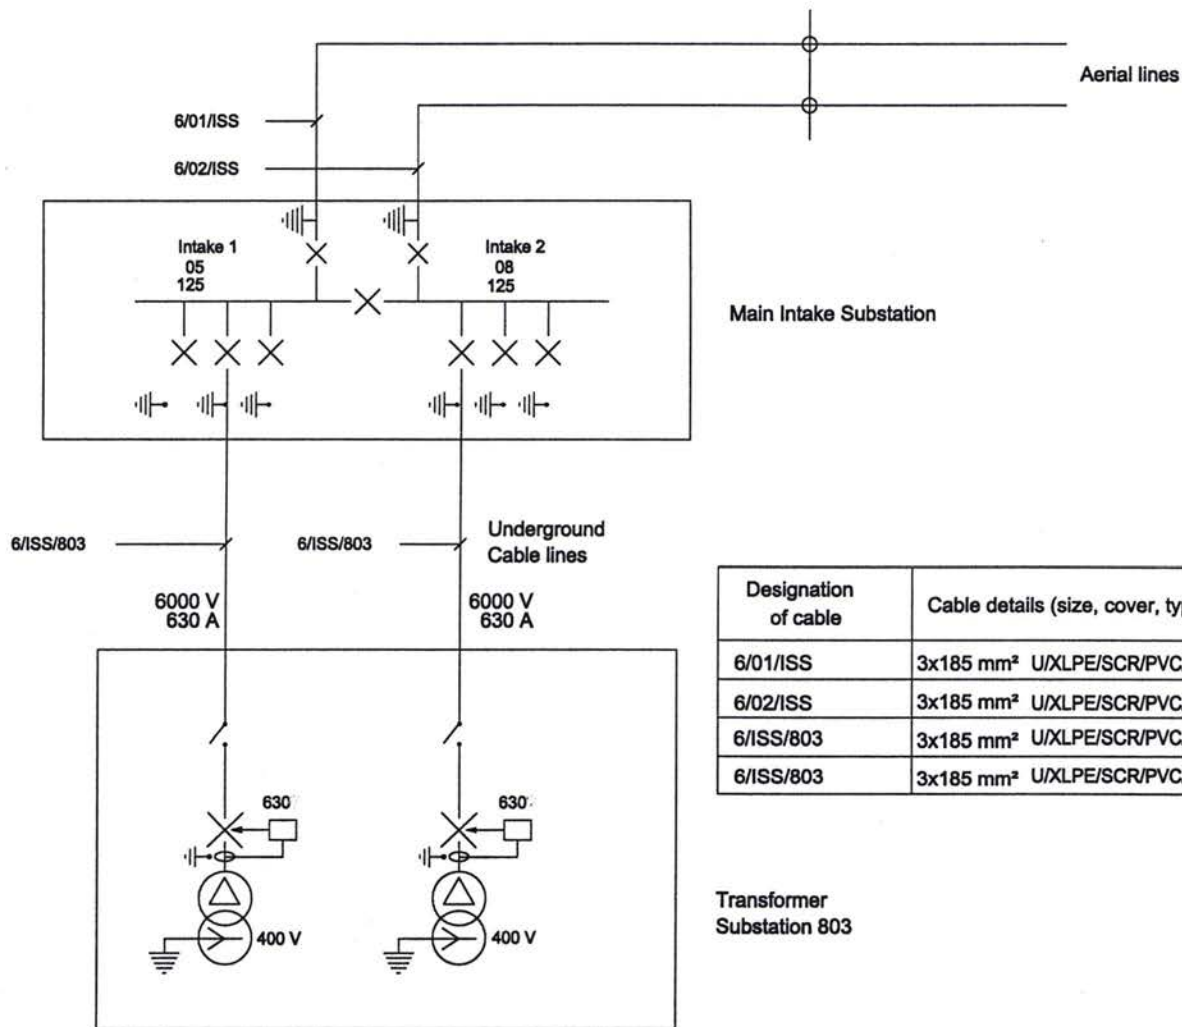 Aerial lines
6/01/ISS
6/02/ISS
Intake 1
05
125
Intake 2
08
125
Main Intake Substation
6/ISS/803
6/ISS/803
Underground
Cable lines
6000 V
630 A
6000 V
630 A
Designation
of cable
Cable details (size, cover,
6/01/ISS
3x185 mm² U/XLPE/SCR/PVC
6/02/ISS
3x185 mm² U/XLPE/SCR/PVC
6/ISS/803
3x185 mm² U/XLPE/SCR/PVC
6/ISS/803
3x185 mm² U/XLPE/SCR/PVC
630
630
400 V
400 V
Transformer
Substation 803